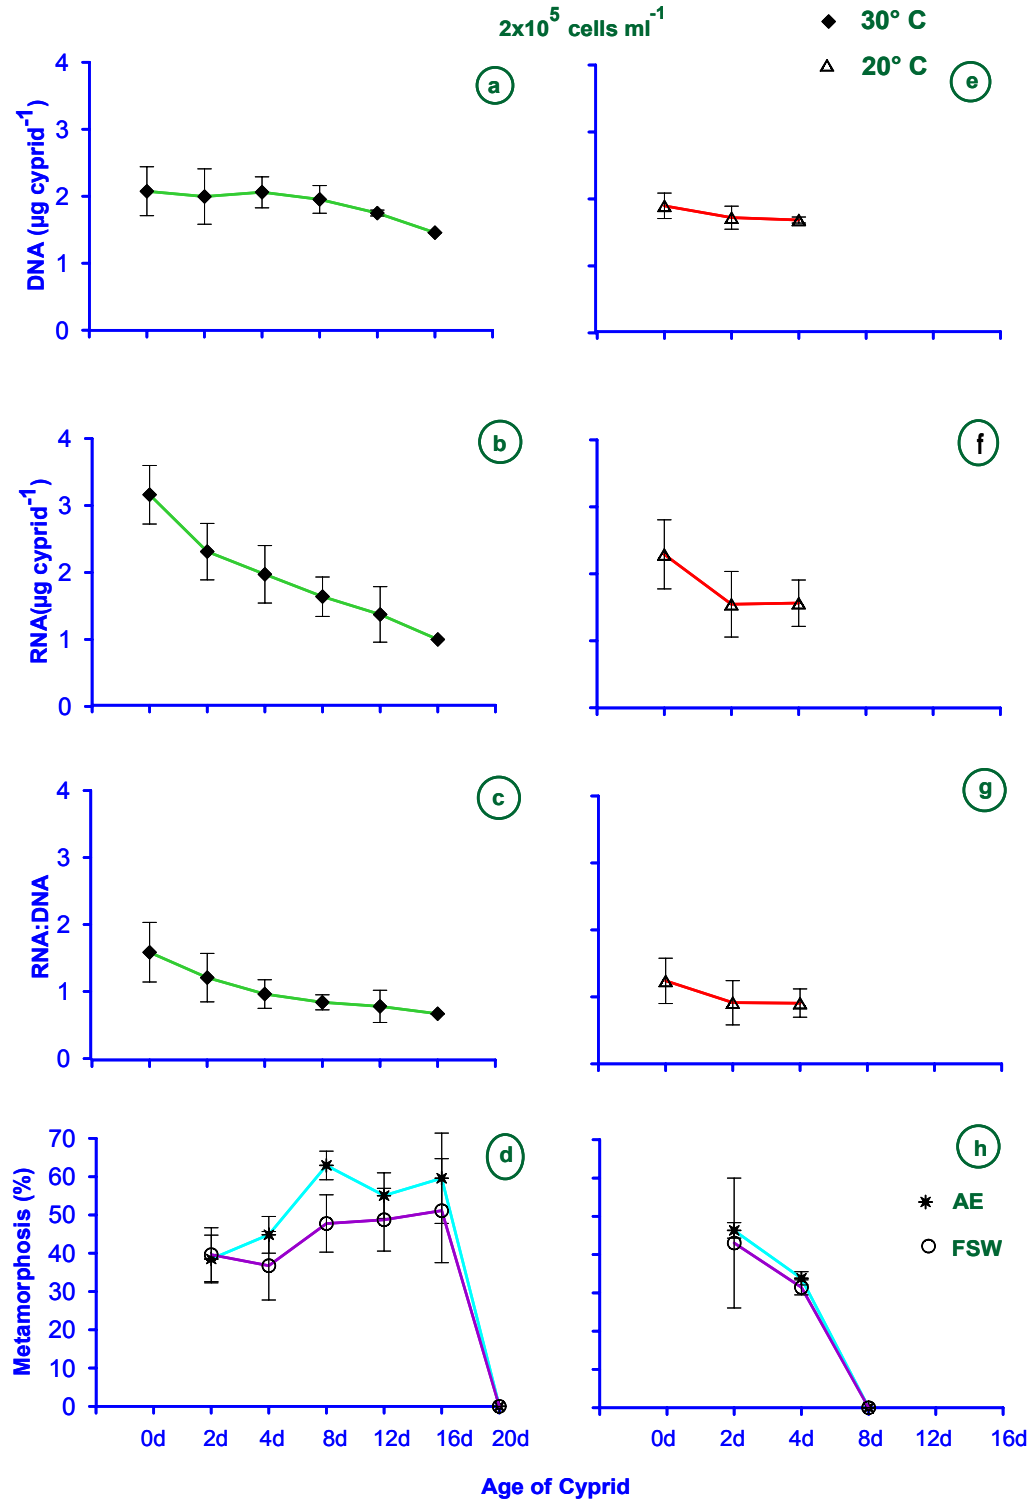 2x10^5 cells ml^-1
30° C
20° C
a
e
DNA (µg cyprid^-1)
4
3
2
1
0
b
f
RNA(µg cyprid^-1)
4
3
2
1
0
c
g
RNA:DNA
4
3
2
1
0
d
h
Metamorphosis (%)
70
60
50
40
30
20
10
0
AE
FSW
0d 2d 4d 8d 12d 16d 20d
0d 2d 4d 8d 12d 16d
Age of Cyprid